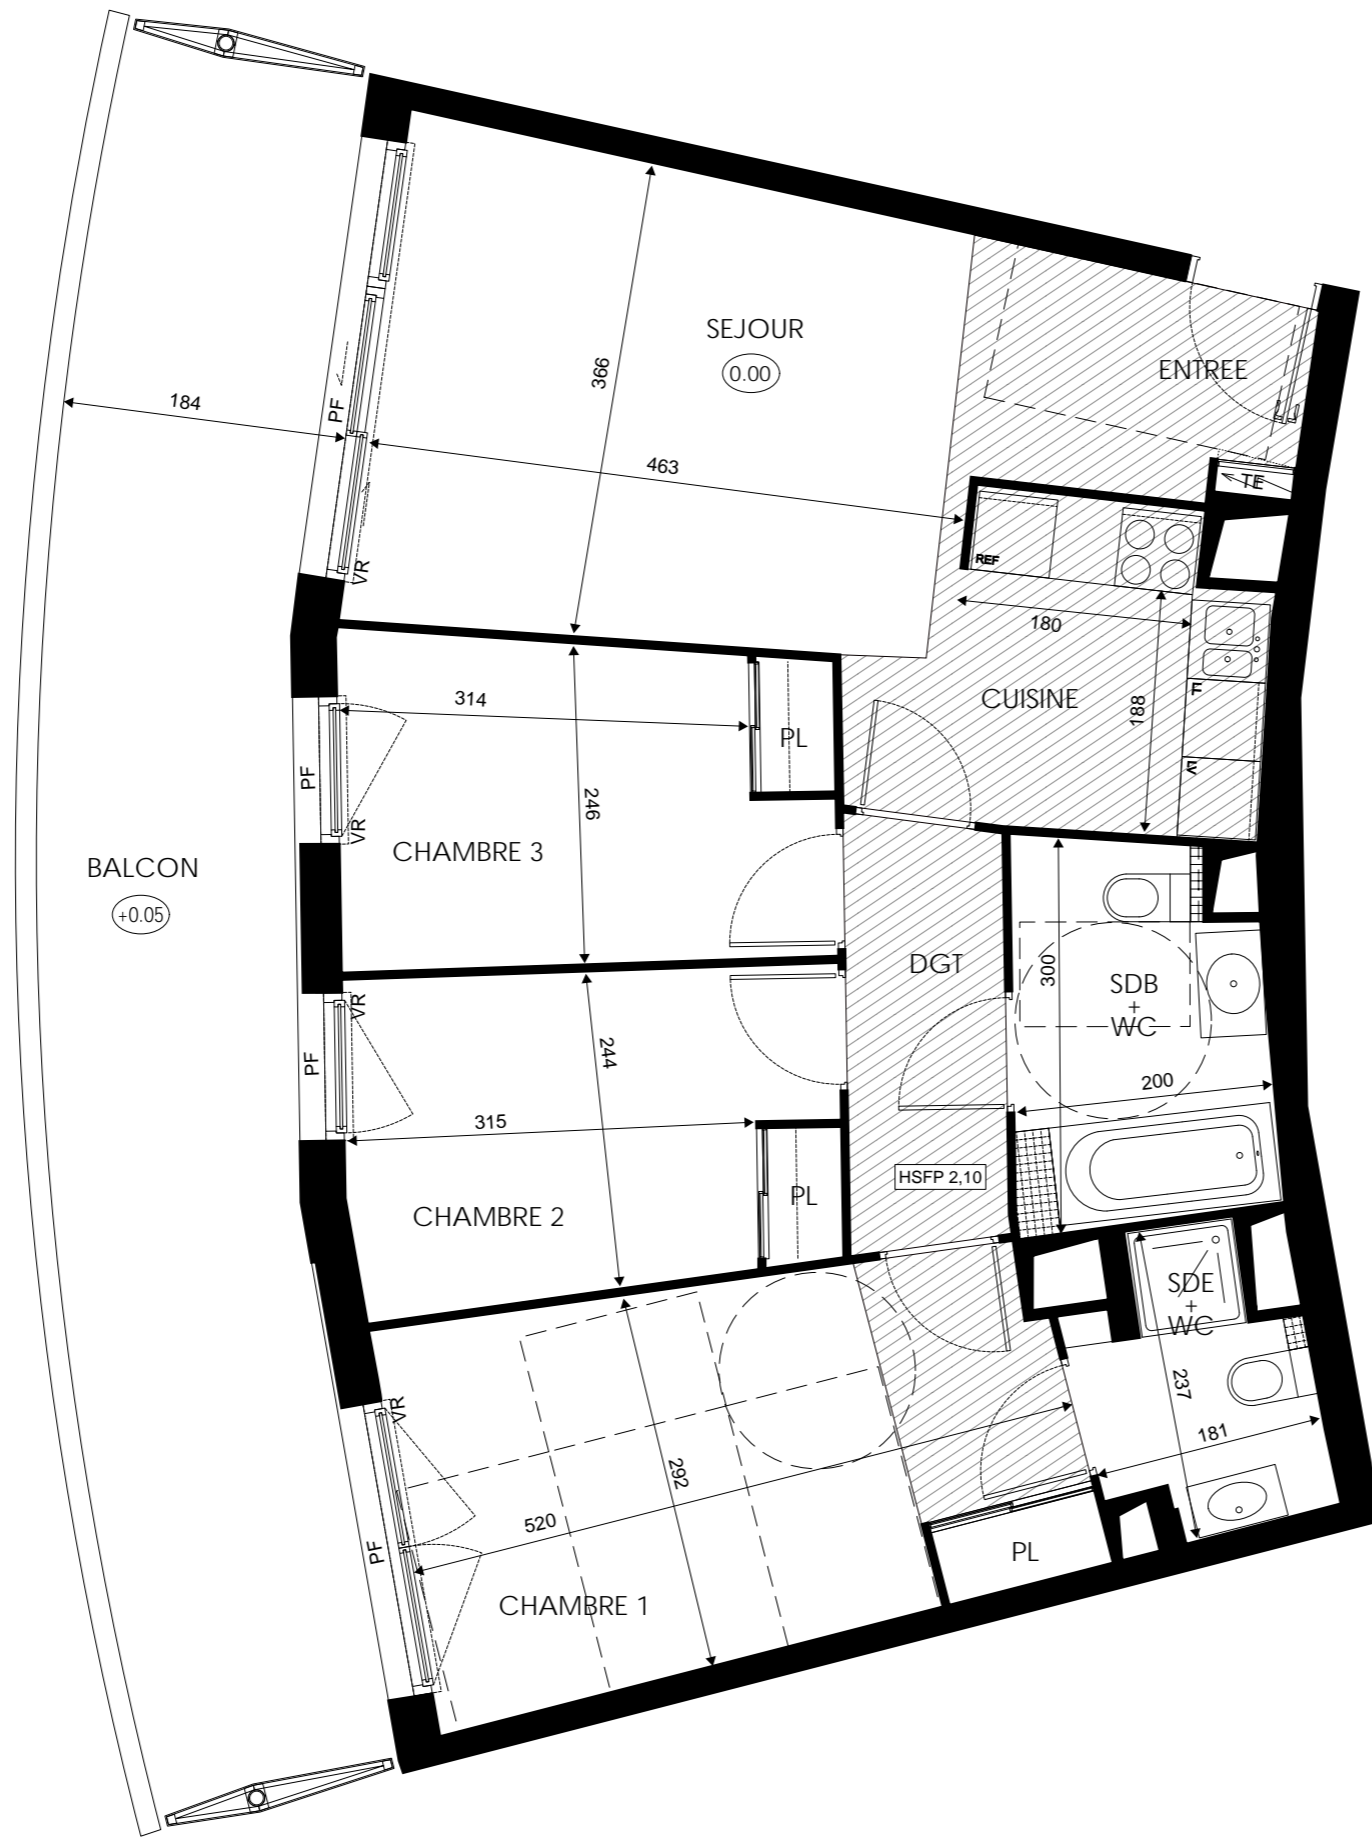 SEJOUR
0.00
366
ENTREE
184
PF
463
TE
VR
REF
180
CUISINE
188
F
LV
314
PL
PF
246
VR
CHAMBRE 3
BALCON
+0.05
DGT
300
SDB
+
WC
VR
PF
244
200
315
HSFP 2,10
PL
CHAMBRE 2
SDE
+
WC
237
VR
181
292
520
PF
PL
CHAMBRE 1